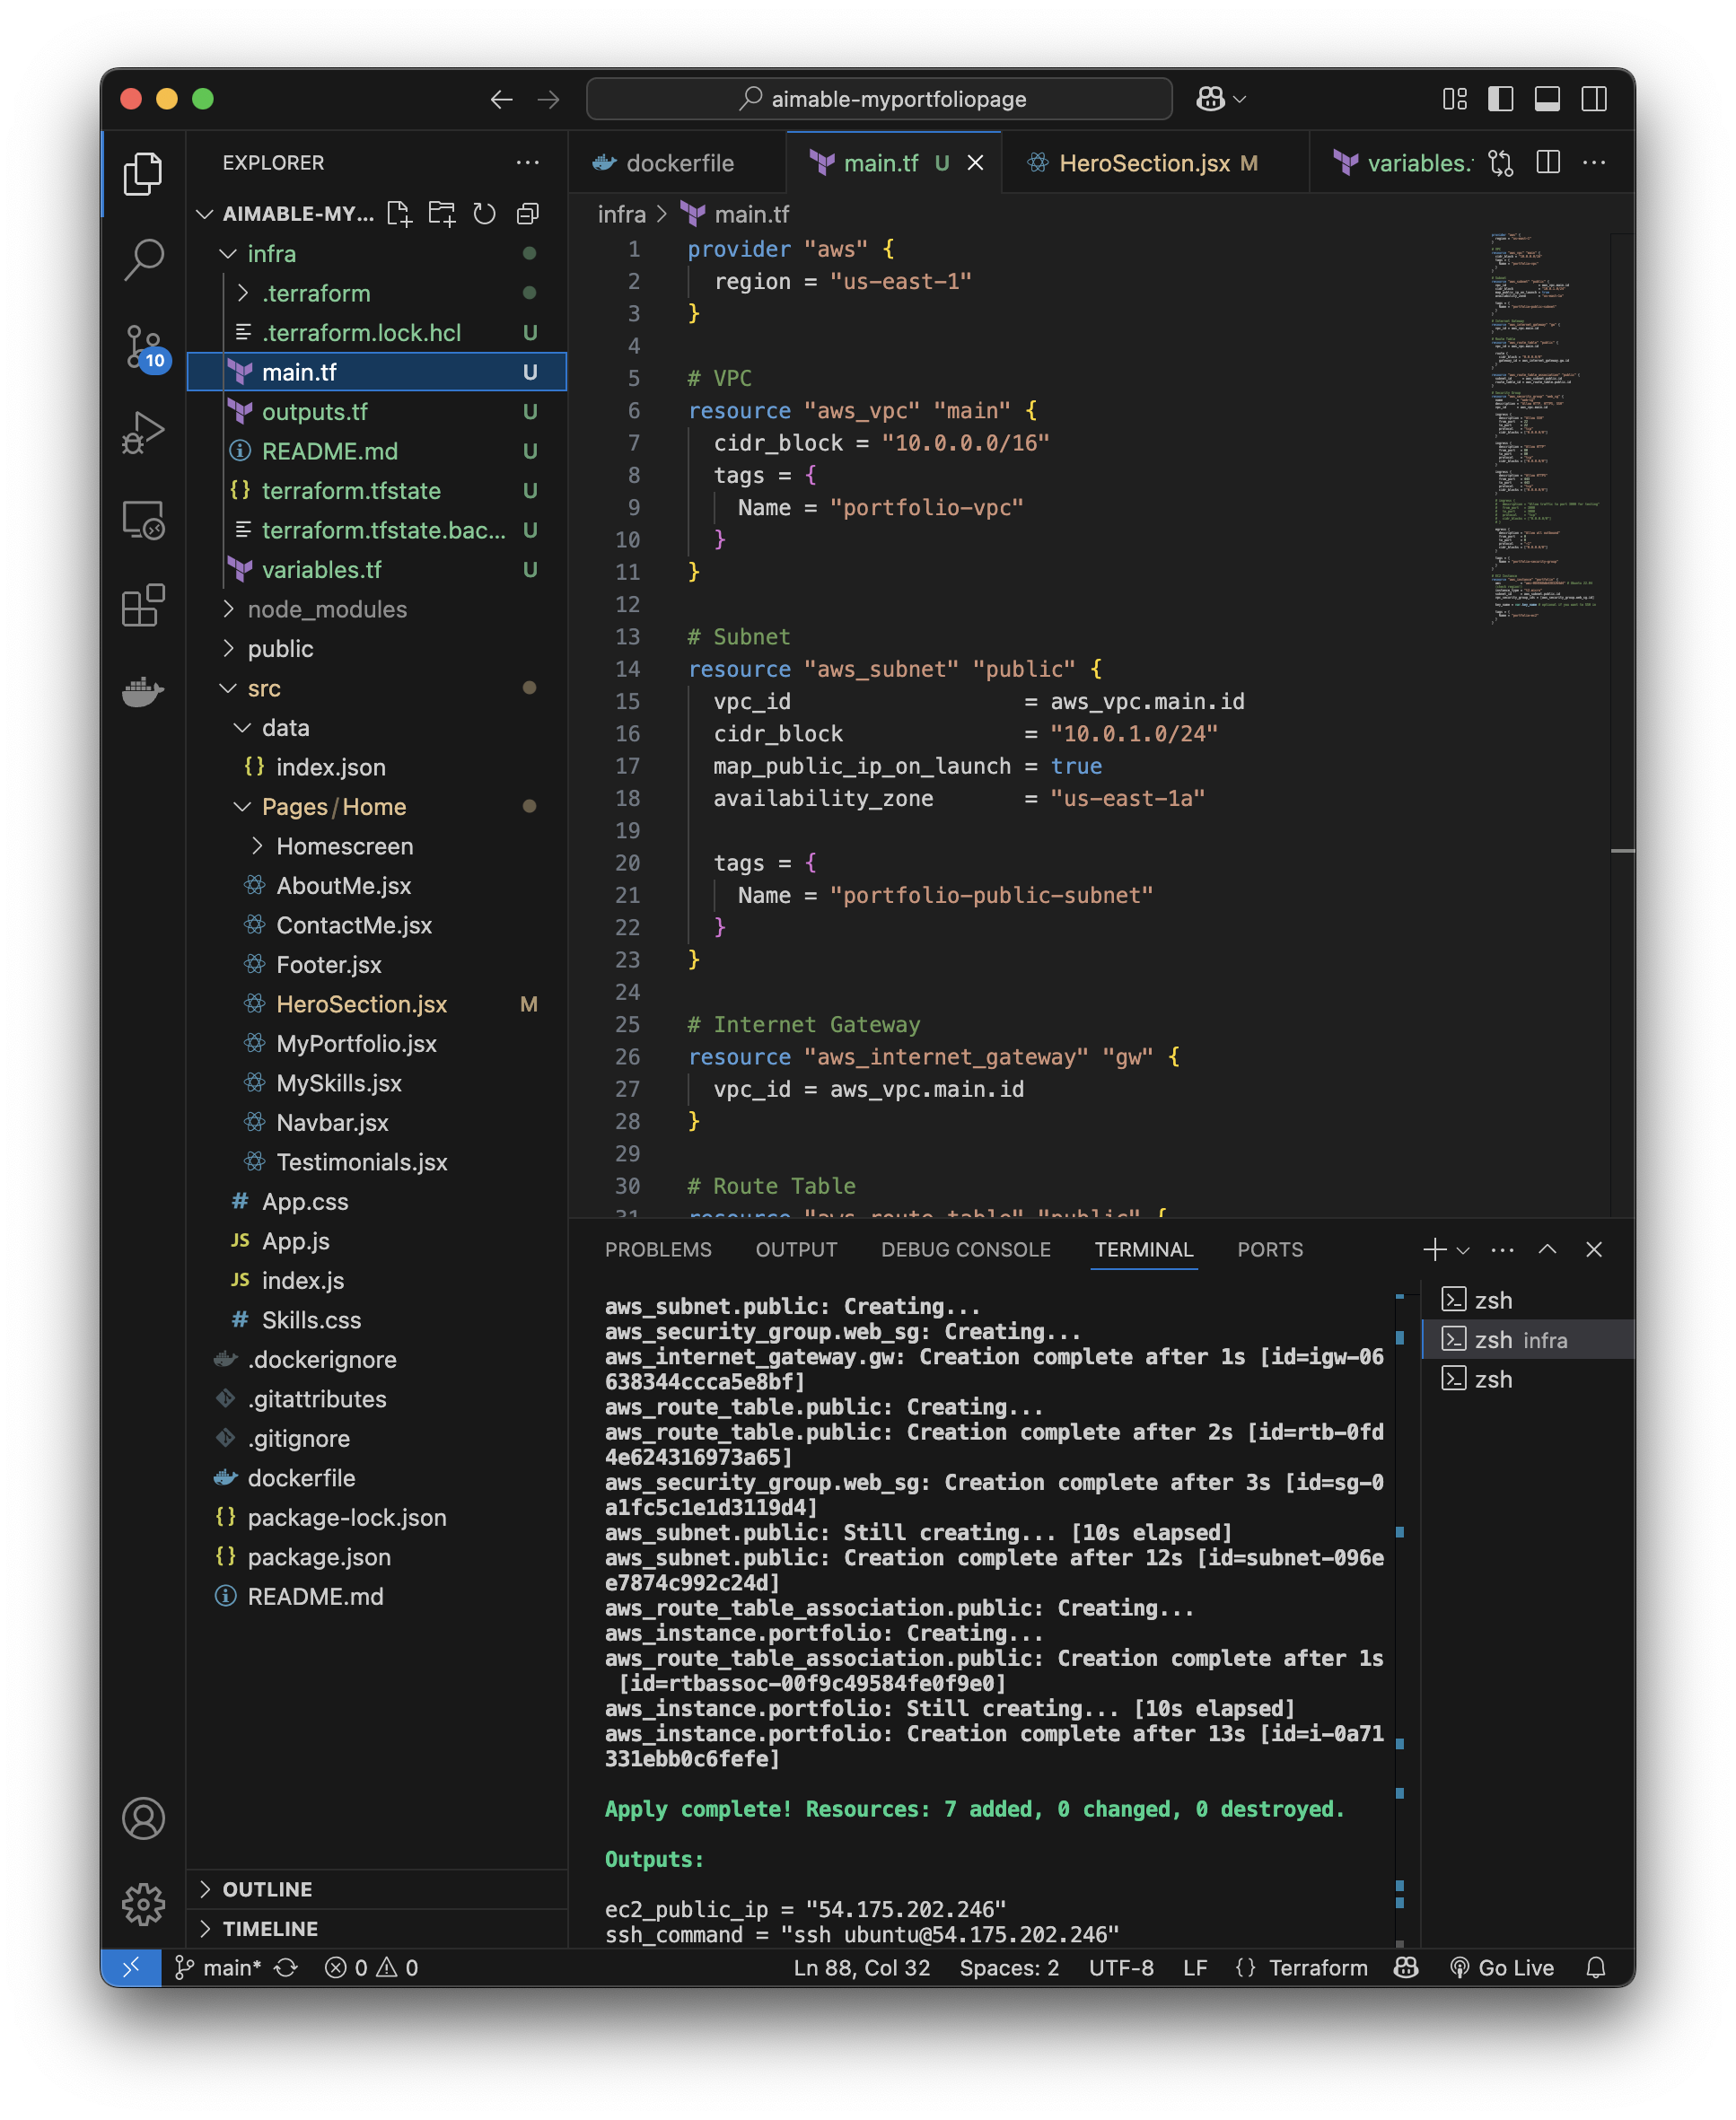 aimable-myportfoliopage
EXPLORER
AIMABLE-MY...
infra
.terraform
.terraform.lock.hcl U
main.tf U
outputs.tf U
README.md U
terraform.tfstate U
terraform.tfstate.bac... U
variables.tf U
node_modules
public
src
data
index.json
Pages/Home
Homescreen
AboutMe.jsx
ContactMe.jsx
Footer.jsx
HeroSection.jsx M
MyPortfolio.jsx
MySkills.jsx
Navbar.jsx
Testimonials.jsx
App.css
App.js
index.js
Skills.css
.dockerignore
.gitattributes
.gitignore
dockerfile
package-lock.json
package.json
README.md
OUTLINE
TIMELINE
10
dockerfile main.tf U HeroSection.jsx M variables.
infra > main.tf
1 provider "aws" {
2 region = "us-east-1"
3 }
4
5 # VPC
6 resource "aws_vpc" "main" {
7 cidr_block = "10.0.0.0/16"
8 tags = {
9 Name = "portfolio-vpc"
10 }
11 }
12
13 # Subnet
14 resource "aws_subnet" "public" {
15 vpc_id = aws_vpc.main.id
16 cidr_block = "10.0.1.0/24"
17 map_public_ip_on_launch = true
18 availability_zone = "us-east-1a"
19
20 tags = {
21 Name = "portfolio-public-subnet"
22 }
23 }
24
25 # Internet Gateway
26 resource "aws_internet_gateway" "gw" {
27 vpc_id = aws_vpc.main.id
28 }
29
30 # Route Table
31 resource "aws_route_table" "public" {
PROBLEMS OUTPUT DEBUG CONSOLE TERMINAL PORTS
aws_subnet.public: Creating...
aws_security_group.web_sg: Creating...
aws_internet_gateway.gw: Creation complete after 1s [id=igw-06
638344ccca5e8bf]
aws_route_table.public: Creating...
aws_route_table.public: Creation complete after 2s [id=rtb-0fd
4e624316973a65]
aws_security_group.web_sg: Creation complete after 3s [id=sg-0
a1fc5c1e1d3119d4]
aws_subnet.public: Still creating... [10s elapsed]
aws_subnet.public: Creation complete after 12s [id=subnet-096e
e7874c992c24d]
aws_route_table_association.public: Creating...
aws_instance.portfolio: Creating...
aws_route_table_association.public: Creation complete after 1s
[id=rtbassoc-00f9c49584fe0f9e0]
aws_instance.portfolio: Still creating... [10s elapsed]
aws_instance.portfolio: Creation complete after 13s [id=i-0a71
331ebb0c6fefe]
Apply complete! Resources: 7 added, 0 changed, 0 destroyed.
Outputs:
ec2_public_ip = "54.175.202.246"
ssh_command = "ssh ubuntu@54.175.202.246"
zsh
zsh infra
zsh
main* 0 0 Ln 88, Col 32 Spaces: 2 UTF-8 LF {} Terraform Go Live